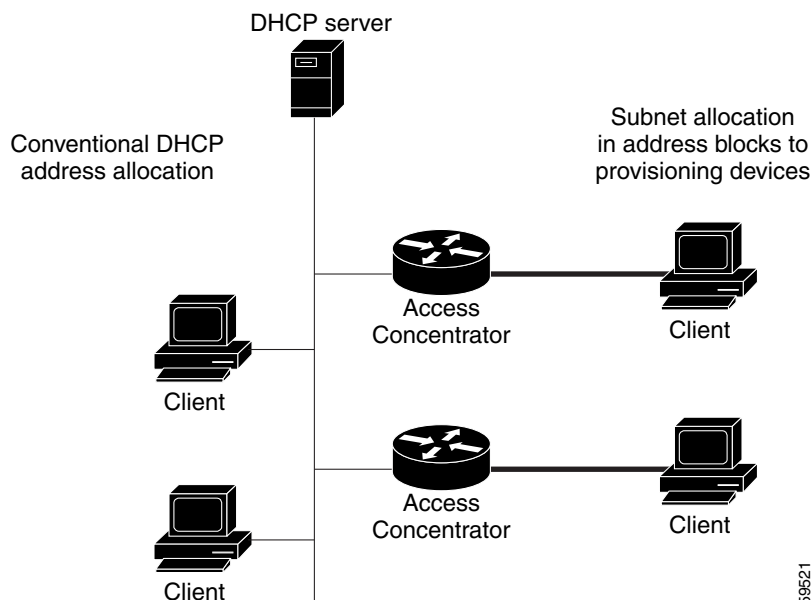 DHCP server
Conventional DHCP
address allocation
Subnet allocation
in address blocks to
provisioning devices
Access
Concentrator
Client
Client
Access
Concentrator
Client
Client
59521